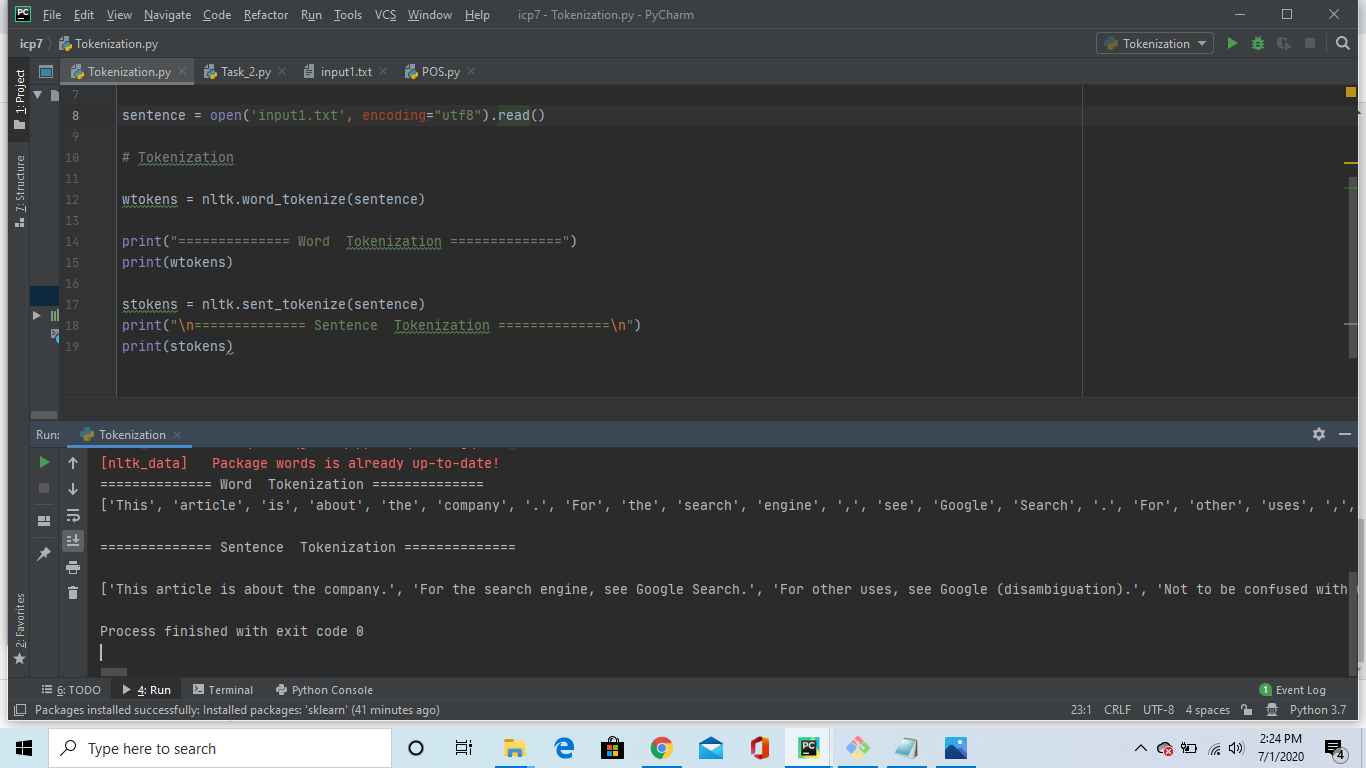 PC File Edit View Navigate Code Refactor Run Tools VCS Window Help icp7 - Tokenization.py - PyCharm
icp7 Tokenization.py Tokenization
1: Project
Tokenization.py Task_2.py input1.txt POS.py
7
8 sentence = open('input1.txt', encoding="utf8").read()
9
10 # Tokenization
11
12 wtokens = nltk.word_tokenize(sentence)
13
14 print("============== Word  Tokenization ==============")
15 print(wtokens)
16
17 stokens = nltk.sent_tokenize(sentence)
18 print("\n============== Sentence  Tokenization ==============\n")
19 print(stokens)
7: Structure
2: Favorites
Run: Tokenization
[nltk_data]   Package words is already up-to-date!
============== Word  Tokenization ==============
['This', 'article', 'is', 'about', 'the', 'company', '.', 'For', 'the', 'search', 'engine', ',', 'see', 'Google', 'Search', '.', 'For', 'other', 'uses', ',',
============== Sentence  Tokenization ==============
['This article is about the company.', 'For the search engine, see Google Search.', 'For other uses, see Google (disambiguation).', 'Not to be confused with
Process finished with exit code 0
6: TODO 4: Run Terminal Python Console 1 Event Log
Packages installed successfully: Installed packages: 'sklearn' (41 minutes ago) 23:1 CRLF UTF-8 4 spaces Python 3.7
Type here to search PC 2:24 PM
7/1/2020 4